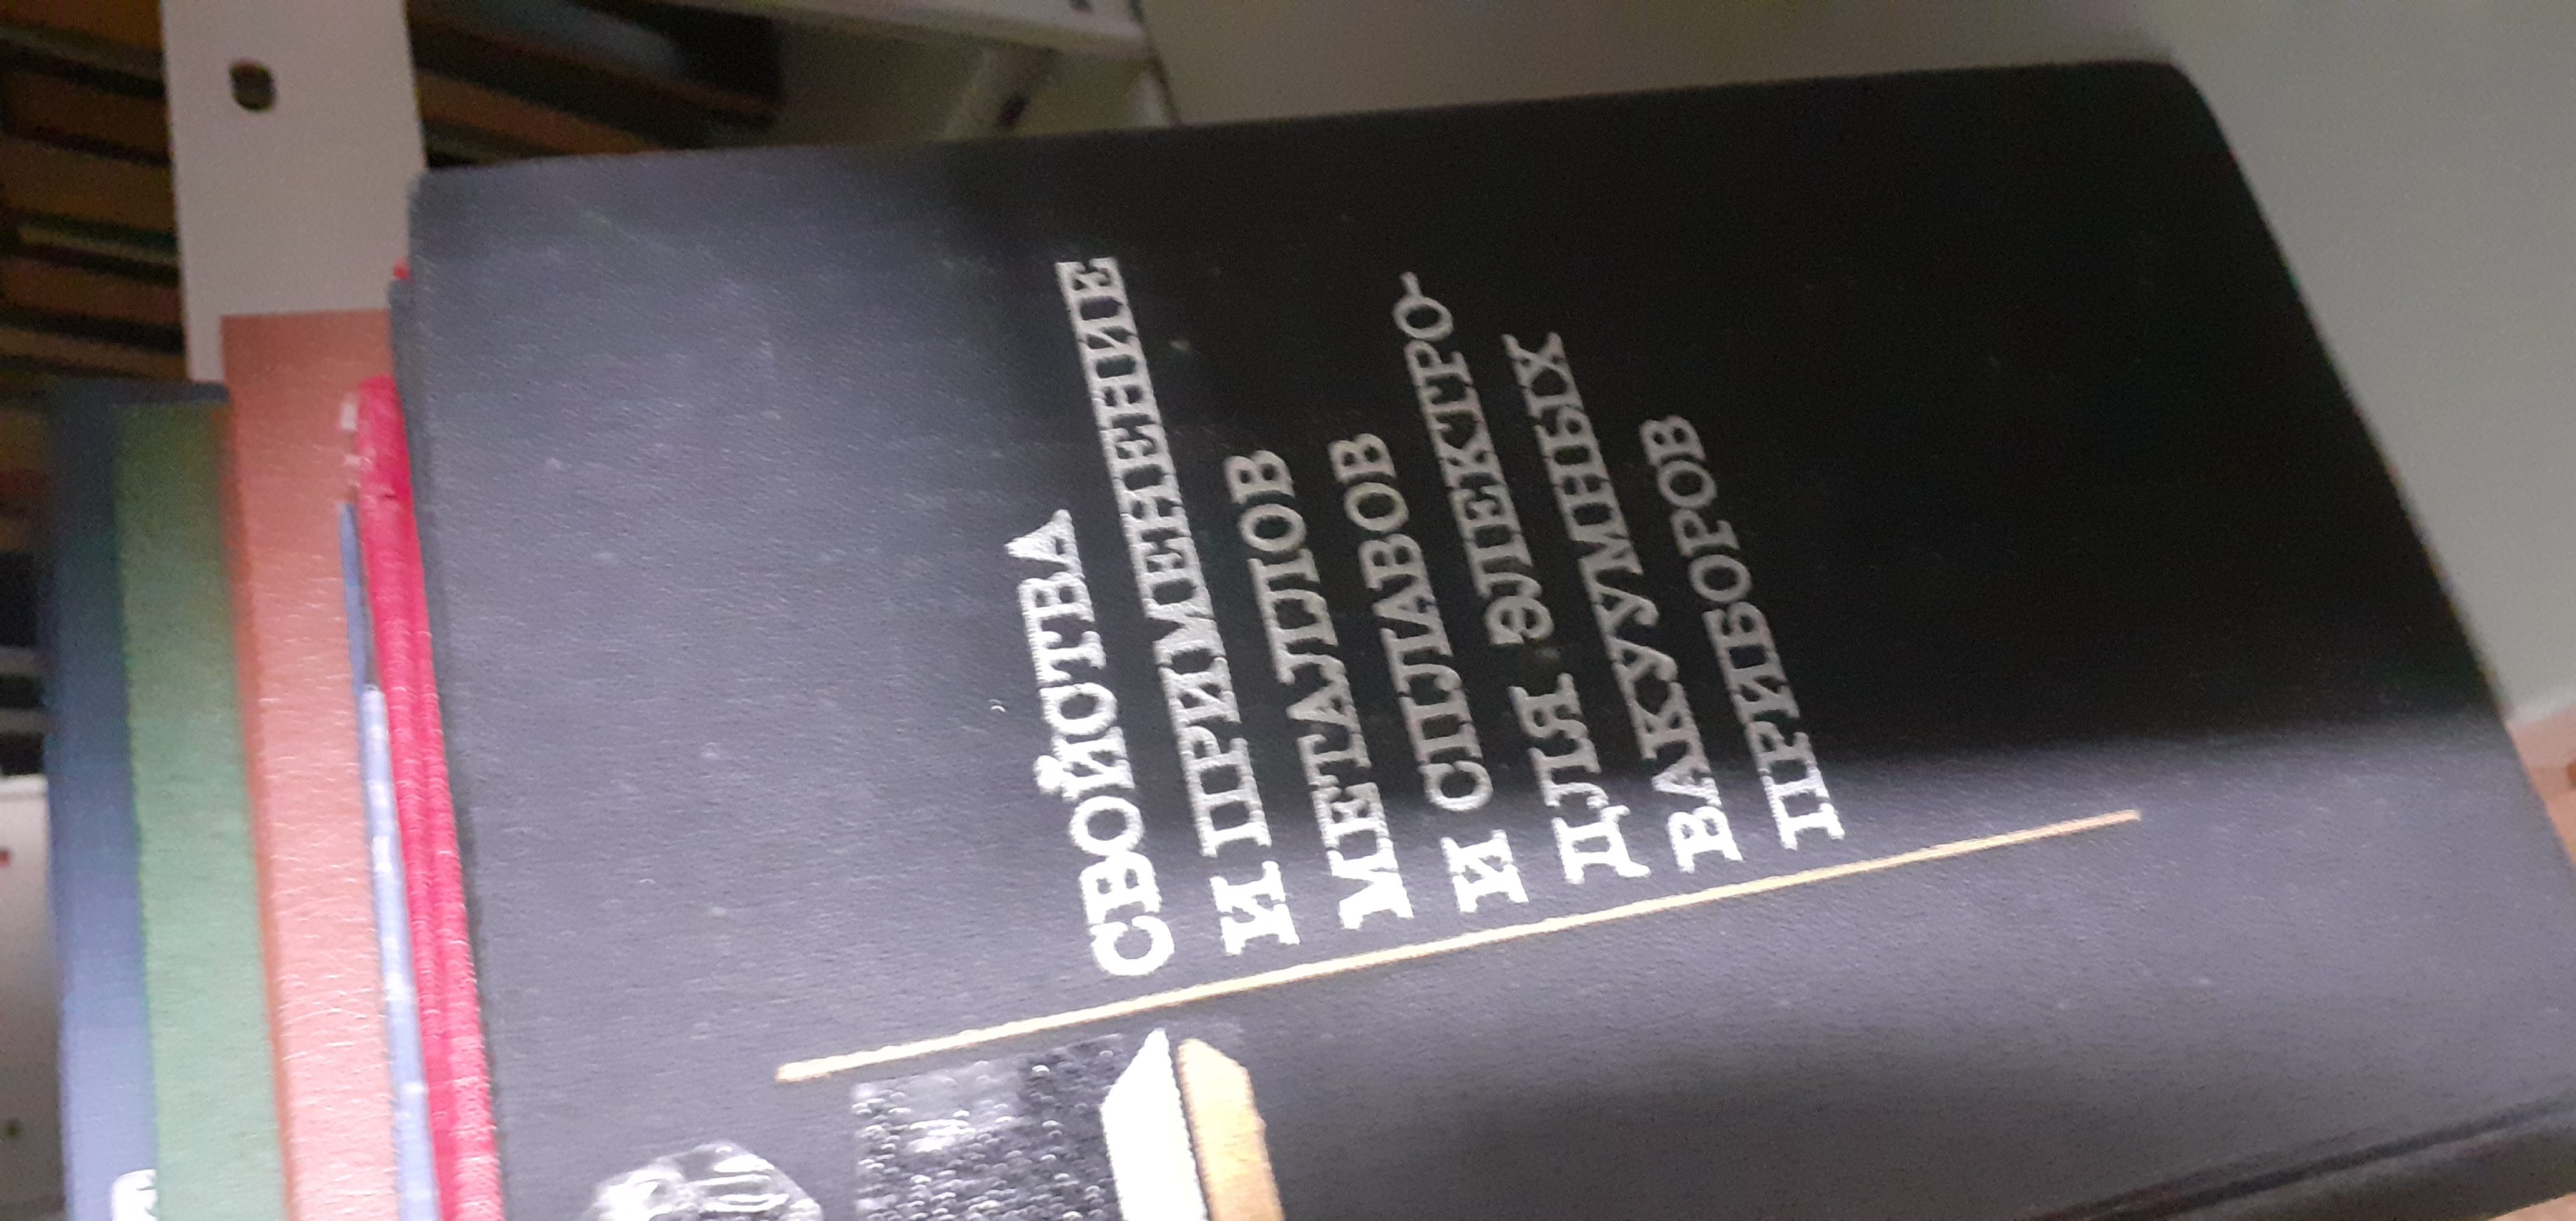 СВОЙСТВА
И ПРИМЕНЕНИЕ
МЕТАЛЛОВ
И СПЛАВОВ
ДЛЯ ЭЛЕКТРО-
ВАКУУМНЫХ
ПРИБОРОВ